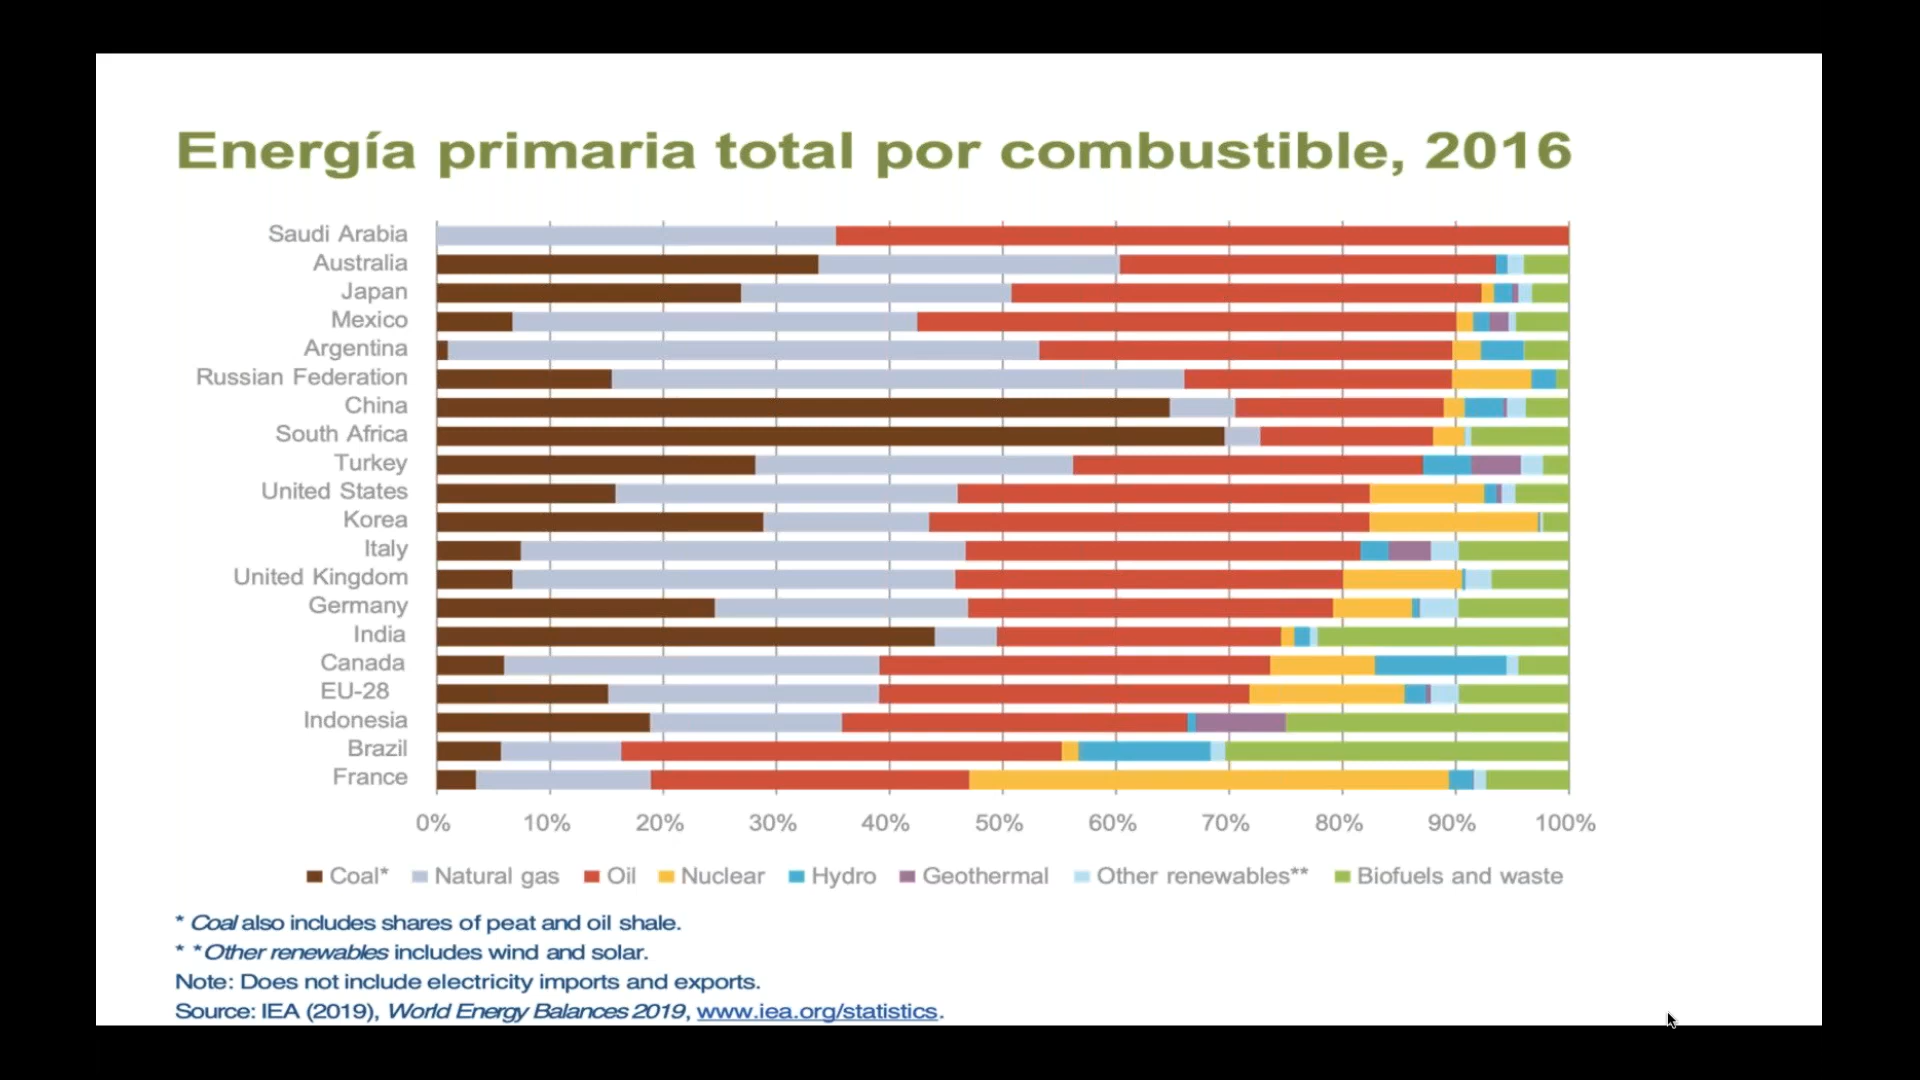 Energía primaria total por combustible, 2016
Saudi Arabia
Australia
Japan
Mexico
Argentina
Russian Federation
China
South Africa
Turkey
United States
Korea
Italy
United Kingdom
Germany
India
Canada
EU-28
Indonesia
Brazil
France
0% 10% 20% 30% 40% 50% 60% 70% 80% 90% 100%
Coal* Natural gas Oil Nuclear Hydro Geothermal Other renewables** Biofuels and waste
* Coal also includes shares of peat and oil shale.
* *Other renewables includes wind and solar.
Note: Does not include electricity imports and exports.
Source: IEA (2019), World Energy Balances 2019, www.iea.org/statistics.